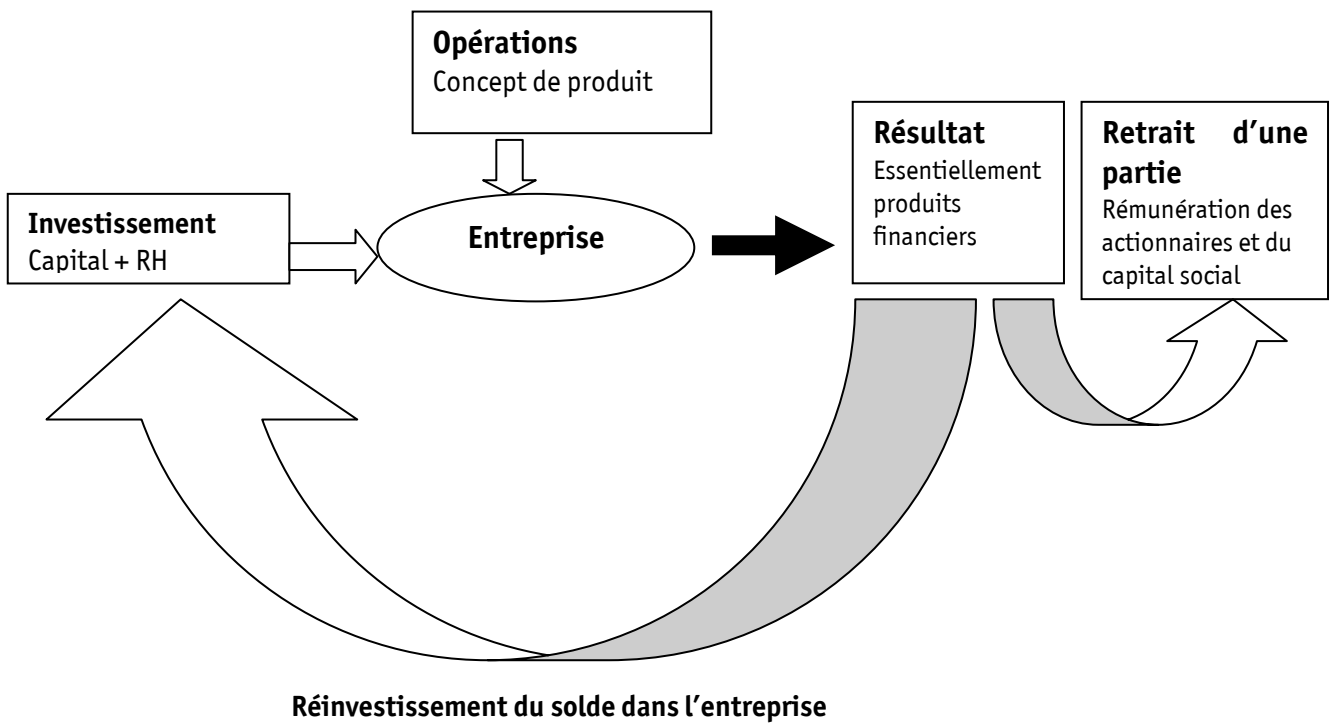 Opérations
Concept de produit
Investissement
Capital + RH
Entreprise
Résultat
Essentiellement
produits
financiers
Retrait d’une
partie
Rémunération des
actionnaires et du
capital social
Réinvestissement du solde dans l’entreprise